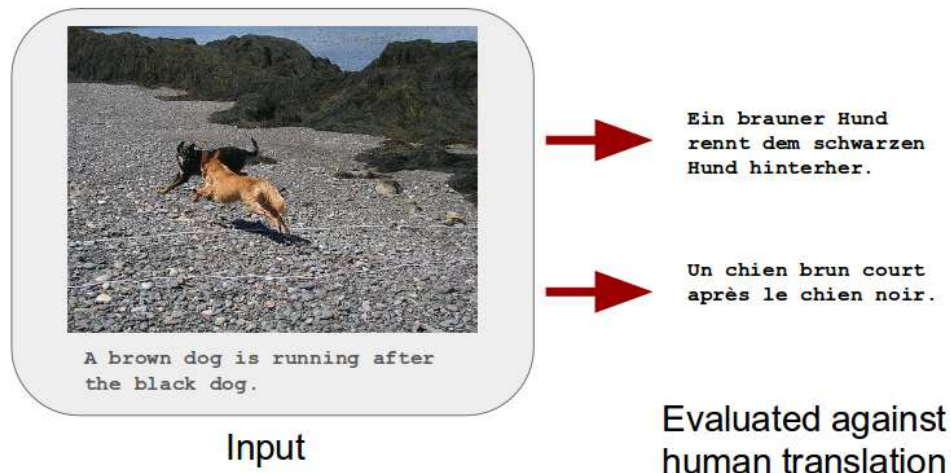 A brown dog is running after
the black dog.
Input
Ein brauner Hund
rennt dem schwarzen
Hund hinterher.
Un chien brun court
après le chien noir.
Evaluated against
human translation